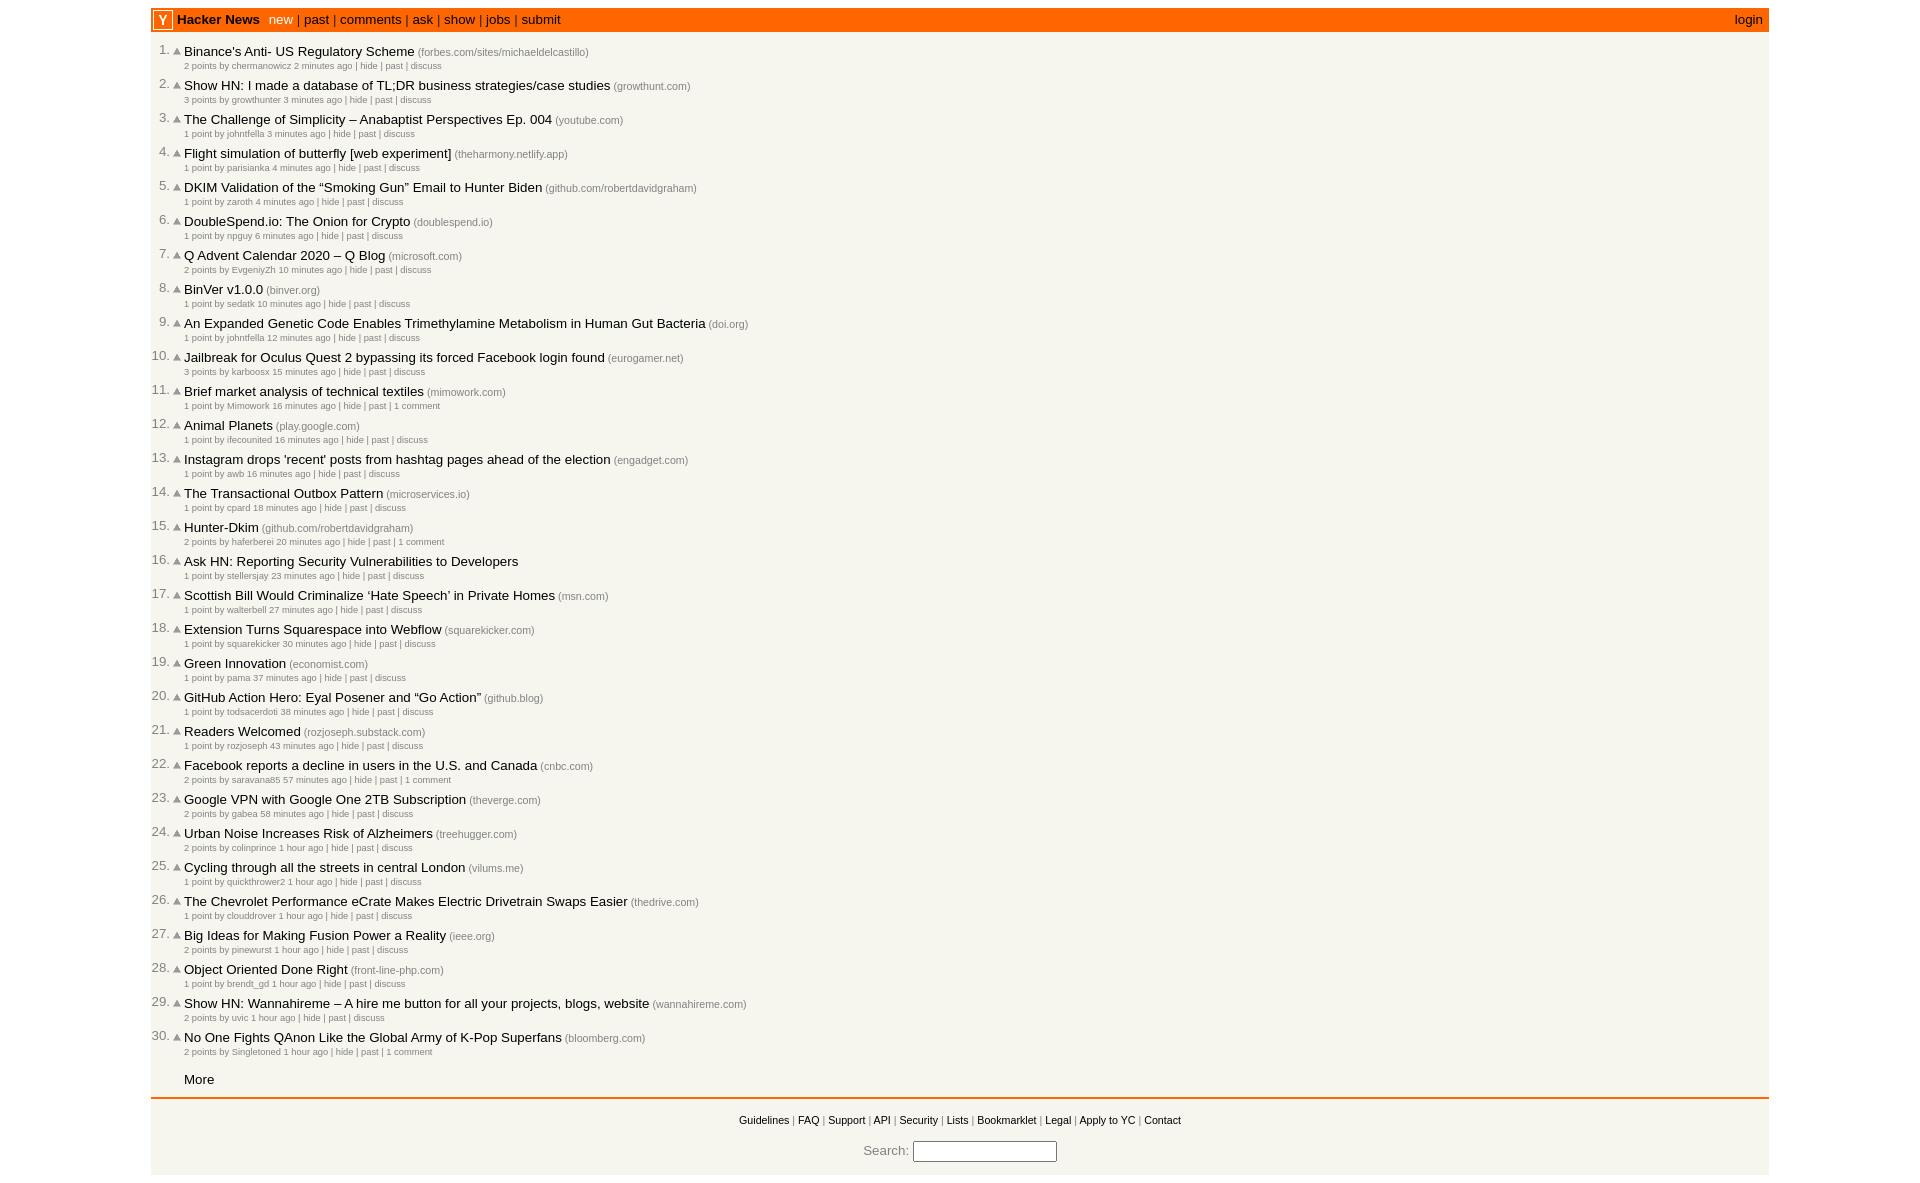 Y Hacker News new | past | comments | ask | show | jobs | submit login
1. Binance's Anti- US Regulatory Scheme (forbes.com/sites/michaeldelcastillo)
2 points by chermanowicz 2 minutes ago | hide | past | discuss
2. Show HN: I made a database of TL;DR business strategies/case studies (growthunt.com)
3 points by growthunter 3 minutes ago | hide | past | discuss
3. The Challenge of Simplicity – Anabaptist Perspectives Ep. 004 (youtube.com)
1 point by johntfella 3 minutes ago | hide | past | discuss
4. Flight simulation of butterfly [web experiment] (theharmony.netlify.app)
1 point by parisianka 4 minutes ago | hide | past | discuss
5. DKIM Validation of the “Smoking Gun” Email to Hunter Biden (github.com/robertdavidgraham)
1 point by zaroth 4 minutes ago | hide | past | discuss
6. DoubleSpend.io: The Onion for Crypto (doublespend.io)
1 point by npguy 6 minutes ago | hide | past | discuss
7. Q Advent Calendar 2020 – Q Blog (microsoft.com)
2 points by EvgeniyZh 10 minutes ago | hide | past | discuss
8. BinVer v1.0.0 (binver.org)
1 point by sedatk 10 minutes ago | hide | past | discuss
9. An Expanded Genetic Code Enables Trimethylamine Metabolism in Human Gut Bacteria (doi.org)
1 point by johntfella 12 minutes ago | hide | past | discuss
10. Jailbreak for Oculus Quest 2 bypassing its forced Facebook login found (eurogamer.net)
3 points by karboosx 15 minutes ago | hide | past | discuss
11. Brief market analysis of technical textiles (mimowork.com)
1 point by Mimowork 16 minutes ago | hide | past | 1 comment
12. Animal Planets (play.google.com)
1 point by ifecounited 16 minutes ago | hide | past | discuss
13. Instagram drops 'recent' posts from hashtag pages ahead of the election (engadget.com)
1 point by awb 16 minutes ago | hide | past | discuss
14. The Transactional Outbox Pattern (microservices.io)
1 point by cpard 18 minutes ago | hide | past | discuss
15. Hunter-Dkim (github.com/robertdavidgraham)
2 points by haferberei 20 minutes ago | hide | past | 1 comment
16. Ask HN: Reporting Security Vulnerabilities to Developers
1 point by stellersjay 23 minutes ago | hide | past | discuss
17. Scottish Bill Would Criminalize ‘Hate Speech’ in Private Homes (msn.com)
1 point by walterbell 27 minutes ago | hide | past | discuss
18. Extension Turns Squarespace into Webflow (squarekicker.com)
1 point by squarekicker 30 minutes ago | hide | past | discuss
19. Green Innovation (economist.com)
1 point by pama 37 minutes ago | hide | past | discuss
20. GitHub Action Hero: Eyal Posener and “Go Action” (github.blog)
1 point by todsacerdoti 38 minutes ago | hide | past | discuss
21. Readers Welcomed (rozjoseph.substack.com)
1 point by rozjoseph 43 minutes ago | hide | past | discuss
22. Facebook reports a decline in users in the U.S. and Canada (cnbc.com)
2 points by saravana85 57 minutes ago | hide | past | 1 comment
23. Google VPN with Google One 2TB Subscription (theverge.com)
2 points by gabea 58 minutes ago | hide | past | discuss
24. Urban Noise Increases Risk of Alzheimers (treehugger.com)
2 points by colinprince 1 hour ago | hide | past | discuss
25. Cycling through all the streets in central London (vilums.me)
1 point by quickthrower2 1 hour ago | hide | past | discuss
26. The Chevrolet Performance eCrate Makes Electric Drivetrain Swaps Easier (thedrive.com)
1 point by clouddrover 1 hour ago | hide | past | discuss
27. Big Ideas for Making Fusion Power a Reality (ieee.org)
2 points by pinewurst 1 hour ago | hide | past | discuss
28. Object Oriented Done Right (front-line-php.com)
1 point by brendt_gd 1 hour ago | hide | past | discuss
29. Show HN: Wannahireme – A hire me button for all your projects, blogs, website (wannahireme.com)
2 points by uvic 1 hour ago | hide | past | discuss
30. No One Fights QAnon Like the Global Army of K-Pop Superfans (bloomberg.com)
2 points by Singletoned 1 hour ago | hide | past | 1 comment
More
Guidelines | FAQ | Support | API | Security | Lists | Bookmarklet | Legal | Apply to YC | Contact
Search: